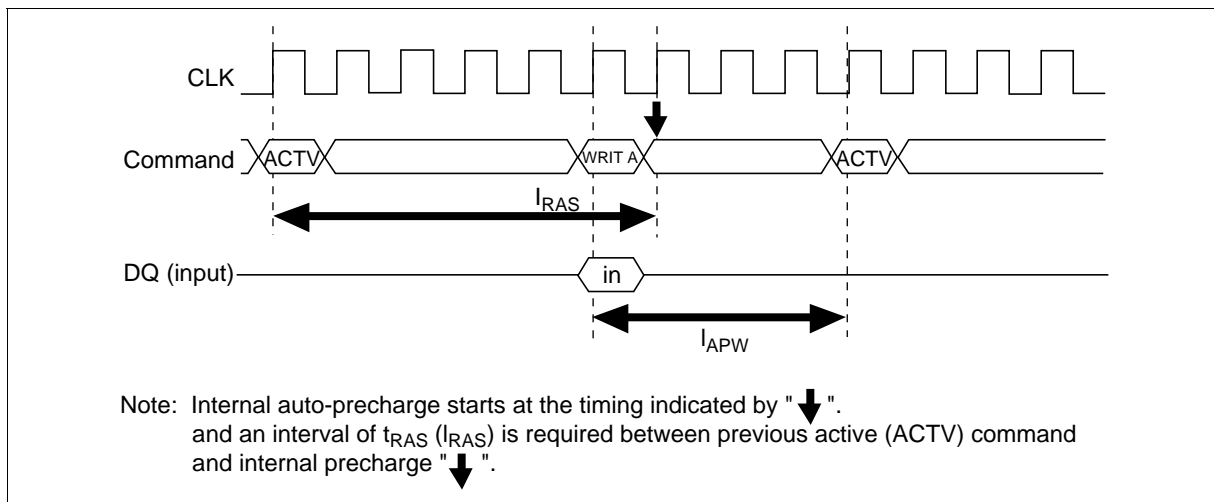 CLK
Command ACTV WRIT A ACTV
lRAS
DQ (input) in
lAPW
Note: Internal auto-precharge starts at the timing indicated by " ".
and an interval of tRAS (lRAS) is required between previous active (ACTV) command
and internal precharge " ".